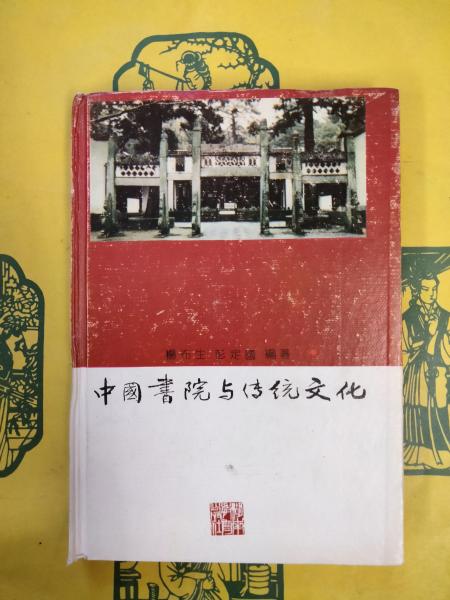 楊布生 彭定國 編著
中國書院与传统文化